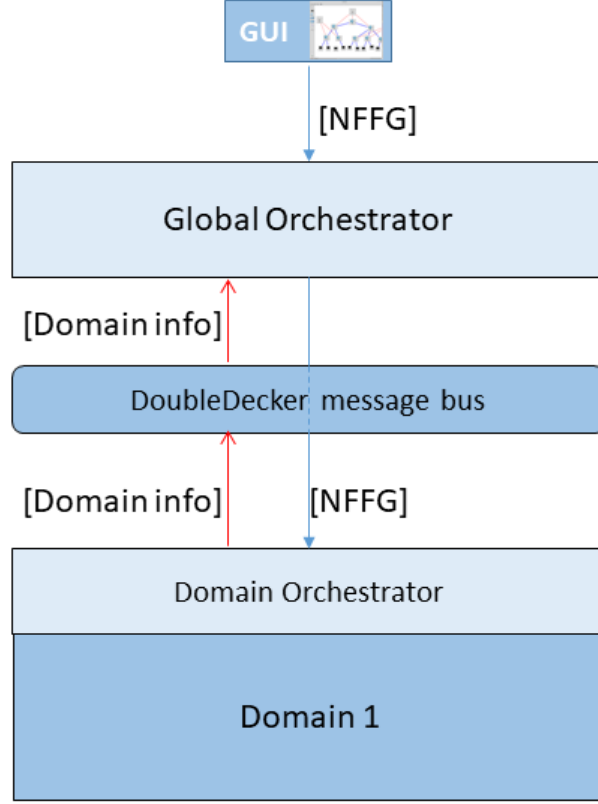 GUI
[NFFG]
Global Orchestrator
[Domain info]
DoubleDecker message bus
[Domain info]
[NFFG]
Domain Orchestrator
Domain 1